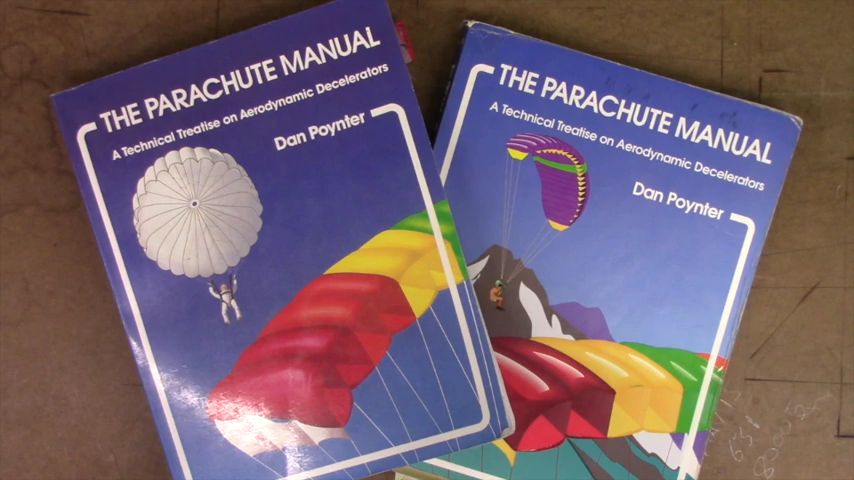 THE PARACHUTE MANUAL
A Technical Treatise on Aerodynamic Decelerators
Dan Poynter
THE PARACHUTE MANUAL
A Technical Treatise on Aerodynamic Decelerators
Dan Poynter